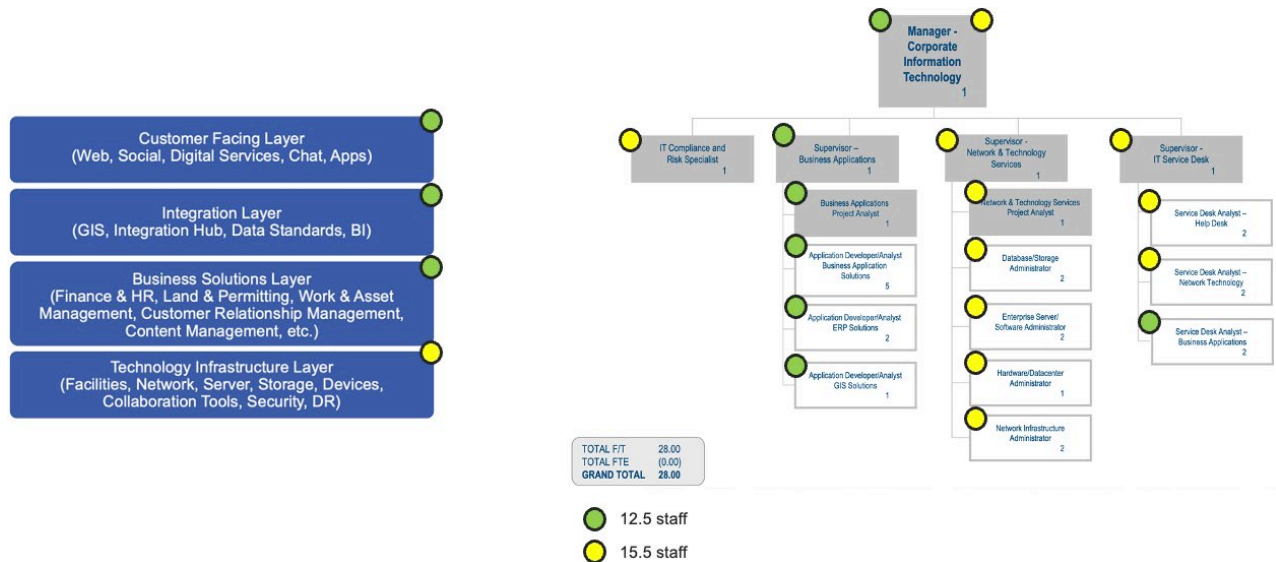 Customer Facing Layer
(Web, Social, Digital Services, Chat, Apps)
Integration Layer
(GIS, Integration Hub, Data Standards, BI)
Business Solutions Layer
(Finance & HR, Land & Permitting, Work & Asset
Management, Customer Relationship Management,
Content Management, etc.)
Technology Infrastructure Layer
(Facilities, Network, Server, Storage, Devices,
Collaboration Tools, Security, DR)
Manager -
Corporate
Information
Technology
1
IT Compliance and
Risk Specialist
1
Supervisor –
Business Applications
1
Business Applications
Project Analyst
1
Application Developer/Analyst
Business Application
Solutions
5
Application Developer/Analyst
ERP Solutions
2
Application Developer/Analyst
GIS Solutions
1
Supervisor -
Network & Technology
Services
1
Network & Technology Services
Project Analyst
1
Database/Storage
Administrator
2
Enterprise Server/
Software Administrator
2
Hardware/Datacenter
Administrator
1
Network Infrastructure
Administrator
2
Supervisor -
IT Service Desk
1
Service Desk Analyst –
Help Desk
2
Service Desk Analyst –
Network Technology
2
Service Desk Analyst –
Business Applications
2
TOTAL F/T 28.00
TOTAL FTE (0.00)
GRAND TOTAL 28.00
12.5 staff
15.5 staff